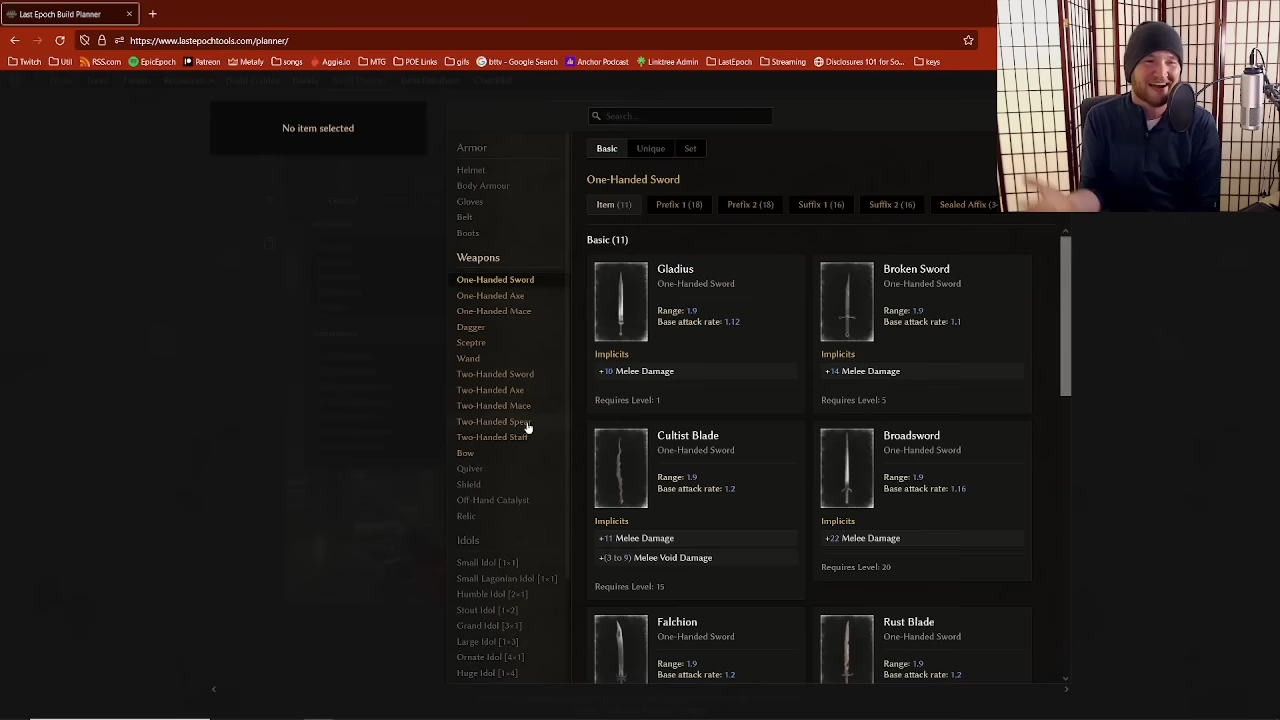 Last Epoch Build Planner
https://www.lastepochtools.com/planner/
Twitch
Util
RSS.com
EpicEpoch
Patreon
Metafy
songs
Aggie.io
MTG
POE Links
gifs
bttv - Google Search
Anchor Podcast
Linktree Admin
LastEpoch
Streaming
Disclosures 101 for So...
keys
No item selected
Search...
Armor
Helmet
Body Armour
Gloves
Belt
Boots
Weapons
One-Handed Sword
One-Handed Axe
One-Handed Mace
Dagger
Sceptre
Wand
Two-Handed Sword
Two-Handed Axe
Two-Handed Mace
Two-Handed Spear
Two-Handed Staff
Bow
Quiver
Shield
Off-Hand Catalyst
Relic
Idols
Small Idol [1×1]
Small Lagonian Idol [1×1]
Humble Idol [2×1]
Stout Idol [1×2]
Grand Idol [3×1]
Large Idol [1×3]
Ornate Idol [4×1]
Huge Idol [1×4]
Basic
Unique
Set
One-Handed Sword
Item (11)
Prefix 1 (18)
Prefix 2 (18)
Suffix 1 (16)
Suffix 2 (16)
Sealed Affix
Basic (11)
Gladius
One-Handed Sword
Range: 1.9
Base attack rate: 1.12
Implicits
+10 Melee Damage
Requires Level: 1
Broken Sword
One-Handed Sword
Range: 1.9
Base attack rate: 1.1
Implicits
+14 Melee Damage
Requires Level: 5
Cultist Blade
One-Handed Sword
Range: 1.9
Base attack rate: 1.2
Implicits
+11 Melee Damage
+(3 to 9) Melee Void Damage
Requires Level: 15
Broadsword
One-Handed Sword
Range: 1.9
Base attack rate: 1.16
Implicits
+22 Melee Damage
Requires Level: 20
Falchion
One-Handed Sword
Range: 1.9
Base attack rate: 1.2
Rust Blade
One-Handed Sword
Range: 1.9
Base attack rate: 1.2